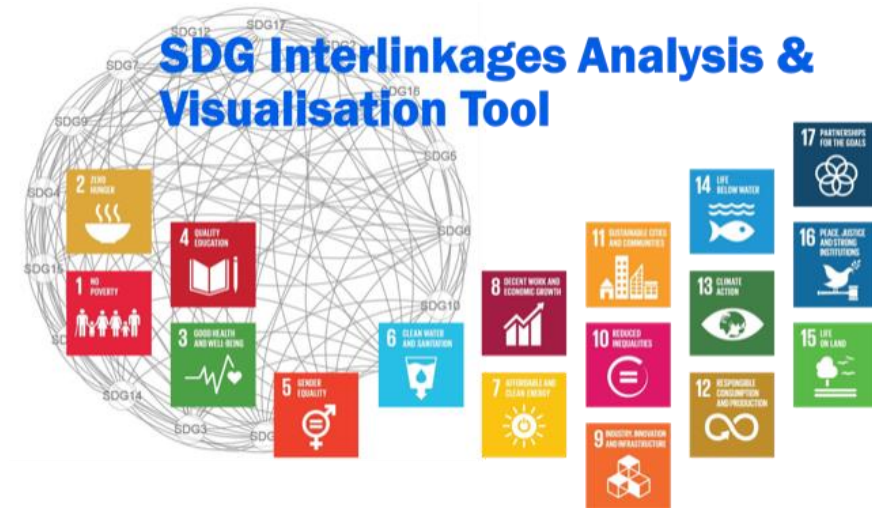 SDG Interlinkages Analysis &
Visualisation Tool
SDG12
SDG17
SDG7
SDG16
SDG9
SDG5
SDG4
SDG6
SDG15
SDG10
SDG14
SDG3
2 ZERO
HUNGER
1 NO
POVERTY
4 QUALITY
EDUCATION
3 GOOD HEALTH
AND WELL-BEING
5 GENDER
EQUALITY
6 CLEAN WATER
AND SANITATION
8 DECENT WORK AND
ECONOMIC GROWTH
7 AFFORDABLE AND
CLEAN ENERGY
11 SUSTAINABLE CITIES
AND COMMUNITIES
10 REDUCED
INEQUALITIES
9 INDUSTRY, INNOVATION
AND INFRASTRUCTURE
14 LIFE
BELOW WATER
13 CLIMATE
ACTION
12 RESPONSIBLE
CONSUMPTION
AND PRODUCTION
17 PARTNERSHIPS
FOR THE GOALS
16 PEACE, JUSTICE
AND STRONG
INSTITUTIONS
15 LIFE
ON LAND